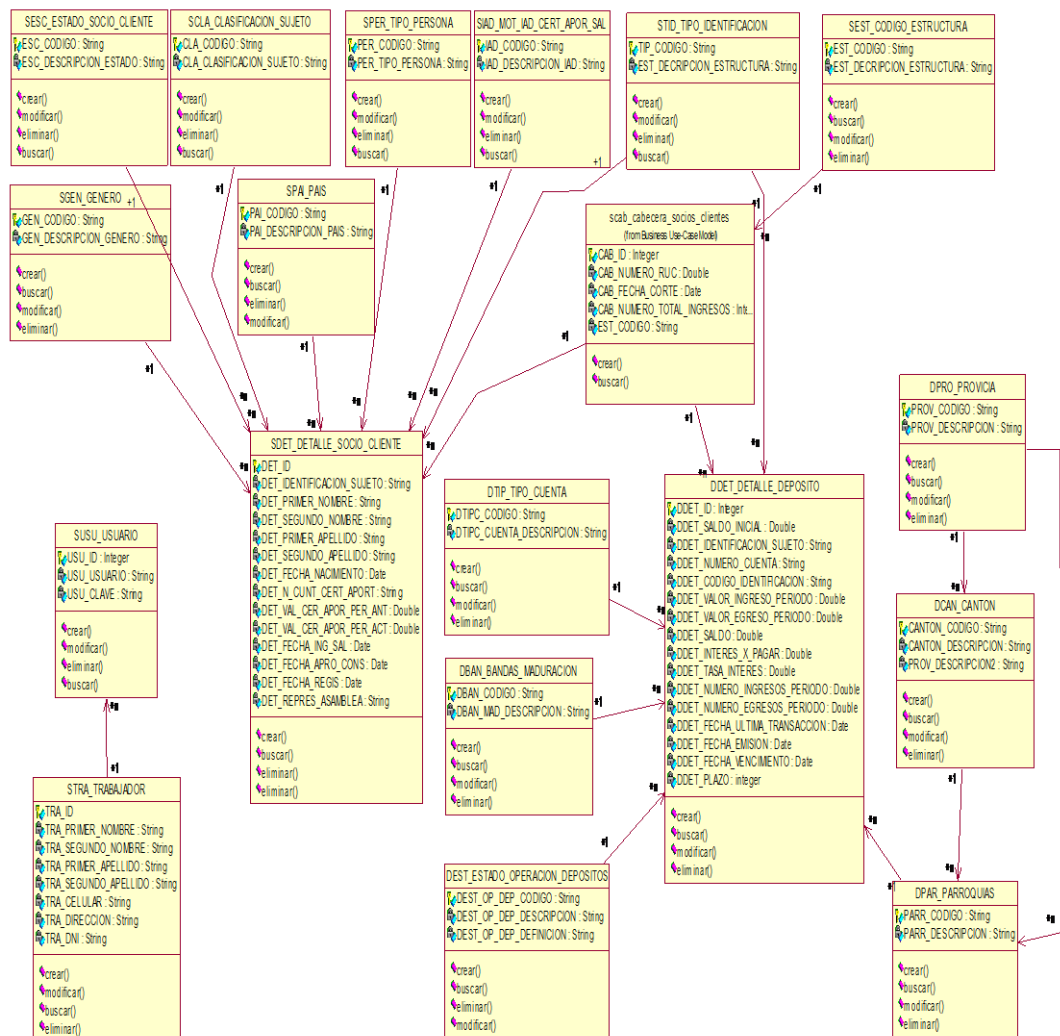 SESC_ESTADO_SOCIO_CLIENTE
ESC_CODIGO : String
ESC_DESCRIPCION_ESTADO : String
crear()
modificar()
eliminar()
buscar()
SCLA_CLASIFICACION_SUJETO
CLA_CODIGO : String
CLA_CLASIFICACION_SUJETO : String
crear()
modificar()
eliminar()
buscar()
SPER_TIPO_PERSONA
PER_CODIGO : String
PER_TIPO_PERSONA : String
crear()
modificar()
eliminar()
buscar()
SIAD_MOT_IAD_CERT_APOR_SAL
IAD_CODIGO : String
IAD_DESCRIPCION_IAD : String
crear()
modificar()
eliminar()
buscar()
+1
STID_TIPO_IDENTIFICACION
TIP_CODIGO : String
EST_DECRIPCION_ESTRUCTURA : String
crear()
modificar()
eliminar()
buscar()
SEST_CODIGO_ESTRUCTURA
EST_CODIGO : String
EST_DECRIPCION_ESTRUCTURA : String
crear()
buscar()
modificar()
eliminar()
SGEN_GENERO
+1
GEN_CODIGO : String
GEN_DESCRIPCION_GENERO : String
crear()
buscar()
modificar()
eliminar()
SPAI_PAIS
PAI_CODIGO : String
PAI_DESCRIPCION_PAIS : String
crear()
buscar()
eliminar()
modificar()
scab_cabecera_socios_clientes
(from Business Use-Case Model)
CAB_ID : Integer
CAB_NUMERO_RUC : Double
CAB_FECHA_CORTE : Date
CAB_NUMERO_TOTAL_INGRESOS : Inte...
EST_CODIGO : String
crear()
buscar()
SDET_DETALLE_SOCIO_CLIENTE
DET_ID
DET_IDENTIFICACION_SUJETO : String
DET_PRIMER_NOMBRE : String
DET_SEGUNDO_NOMBRE : String
DET_PRIMER_APELLIDO : String
DET_SEGUNDO_APELLIDO : String
DET_FECHA_NACIMIENTO : Date
DET_N_CUNT_CERT_APORT : String
DET_VAL_CER_APOR_PER_ANT : Double
DET_VAL_CER_APOR_PER_ACT : Double
DET_FECHA_ING_SAL : Date
DET_FECHA_APRO_CONS : Date
DET_FECHA_REGIS : Date
DET_REPRES_ASAMBLEA : String
crear()
buscar()
eliminar()
eliminar()
DPRO_PROVICIA
PROV_CODIGO : String
PROV_DESCRIPCION : String
crear()
buscar()
modificar()
eliminar()
DTIP_TIPO_CUENTA
DTIPC_CODIGO : String
DTIPC_CUENTA_DESCRIPCION : String
crear()
buscar()
modificar()
eliminar()
DDET_DETALLE_DEPOSITO
DDET_ID : Integer
DDET_SALDO_INICIAL : Double
DDET_IDENTIFICACION_SUJETO : String
DDET_NUMERO_CUENTA : String
DDET_CODIGO_IDENTIFCACION : String
DDET_VALOR_INGRESO_PERIODO : Double
DDET_VALOR_EGRESO_PERIODO : Double
DDET_SALDO : Double
DDET_INTERES_X_PAGAR : Double
DDET_TASA_INTERES : Double
DDET_NUMERO_INGRESOS_PERIODO : Double
DDET_NUMERO_EGRESOS_PERIODO : Double
DDET_FECHA_ULTIMA_TRANSACCION : Date
DDET_FECHA_EMISION : Date
DDET_FECHA_VENCIMIENTO : Date
DDET_PLAZO : integer
crear()
buscar()
modificar()
eliminar()
SUSU_USUARIO
USU_ID : Integer
USU_USUARIO : String
USU_CLAVE : String
crear()
modificar()
eliminar()
buscar()
DCAN_CANTON
CANTON_CODIGO : String
CANTON_DESCRIPCION : String
PROV_DESCRIPCION2 : String
crear()
buscar()
modificar()
eliminar()
DBAN_BANDAS_MADURACION
DBAN_CODIGO : String
DBAN_MAD_DESCRIPCION : String
crear()
buscar()
modificar()
eliminar()
STRA_TRABAJADOR
TRA_ID
TRA_PRIMER_NOMBRE : String
TRA_SEGUNDO_NOMBRE : String
TRA_PRIMER_APELLIDO : String
TRA_SEGUNDO_APELLIDO : String
TRA_CELULAR : String
TRA_DIRECCION : String
TRA_DNI : String
crear()
modificar()
buscar()
eliminar()
DEST_ESTADO_OPERACION_DEPOSITOS
DEST_OP_DEP_CODIGO : String
DEST_OP_DEP_DESCRIPCION : String
DEST_OP_DEP_DEFINICION : String
crear()
buscar()
eliminar()
modificar()
DPAR_PARROQUIAS
PARR_CODIGO : String
PARR_DESCRIPCION : String
crear()
buscar()
modificar()
eliminar()